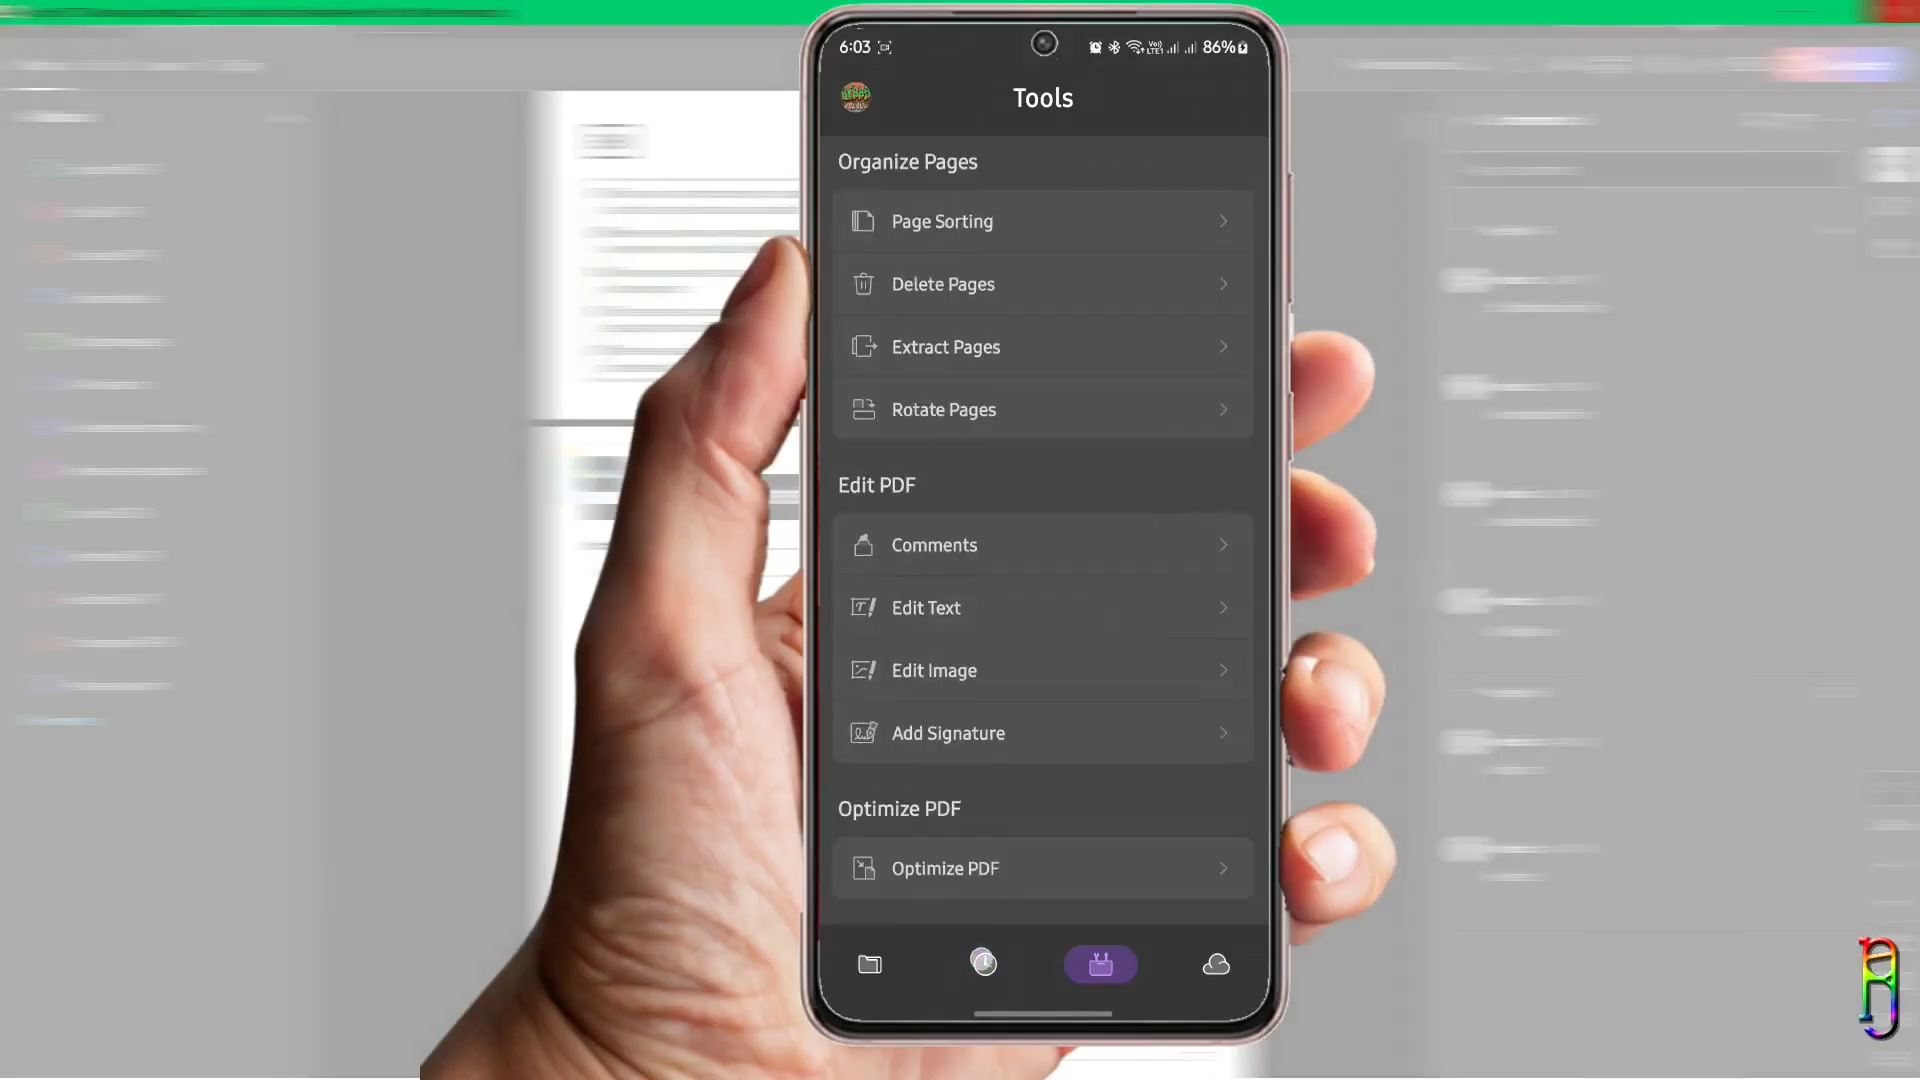 6:03 86%
Tools
Organize Pages
Page Sorting
Delete Pages
Extract Pages
Rotate Pages
Edit PDF
Comments
Edit Text
Edit Image
Add Signature
Optimize PDF
Optimize PDF